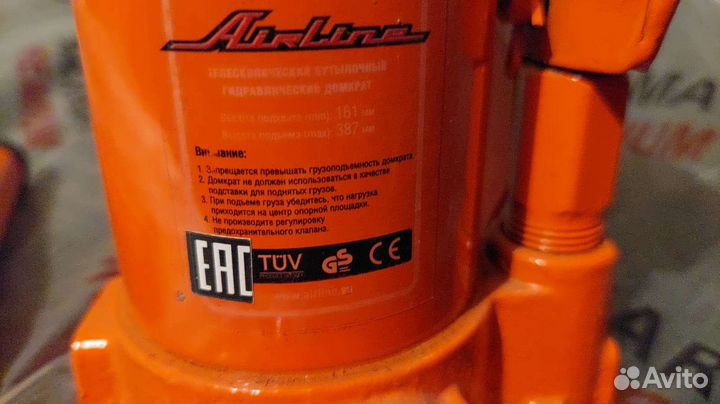 AirLine
ТЕЛЕСКОПИЧЕСКИЙ БУТЫЛОЧНЫЙ
ГИДРАВЛИЧЕСКИЙ ДОМКРАТ
Высота подхвата (min): 161 мм
Высота подъема (max): 387 мм
Внимание:
1. Запрещается превышать грузоподъемность домкрата.
2. Домкрат не должен использоваться в качестве
подставки для поднятых грузов.
3. При подъеме груза убедитесь, что нагрузка
приходится на центр опорной площадки.
4. Не производите регулировку
предохранительного клапана.
EAC TÜV GS CE
Avito